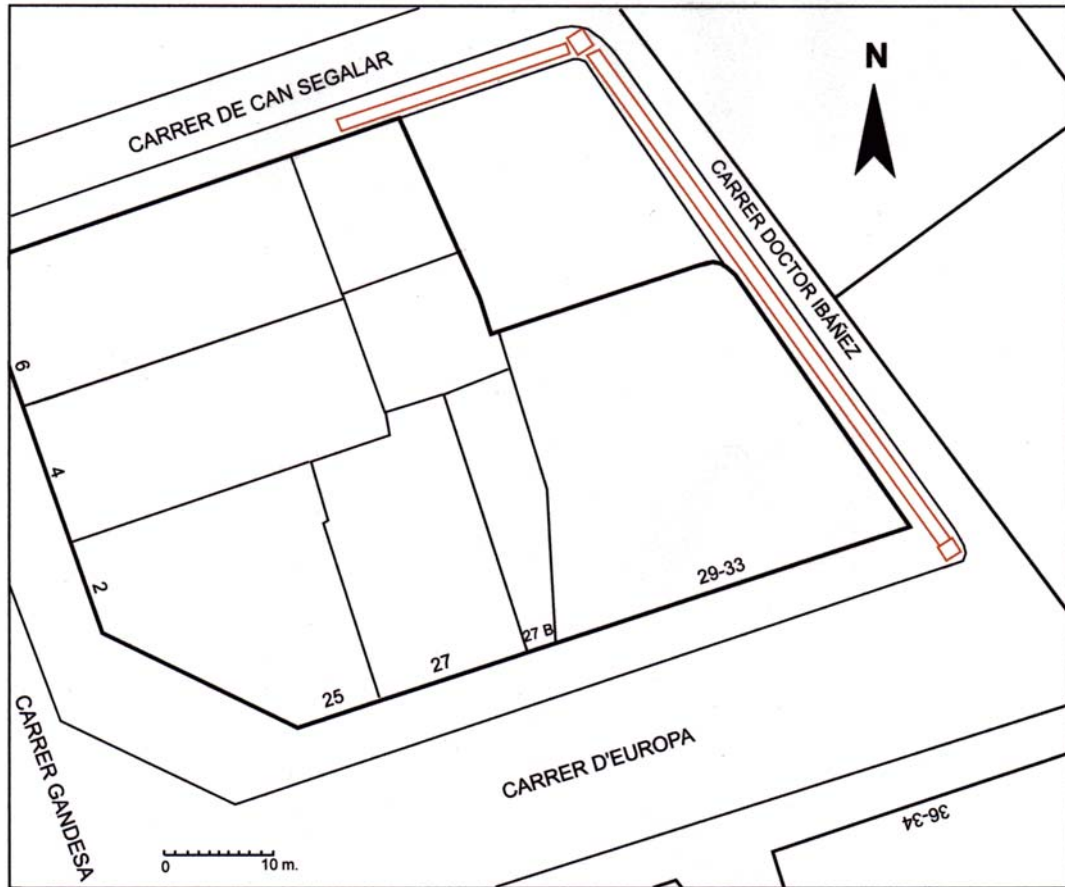 CARRER DE CAN SEGALAR
N
CARRER DOCTOR IBÁÑEZ
6
4
2
29-33
27 B
27
25
CARRER D'EUROPA
CARRER GANDESA
36-34
0 10 m.